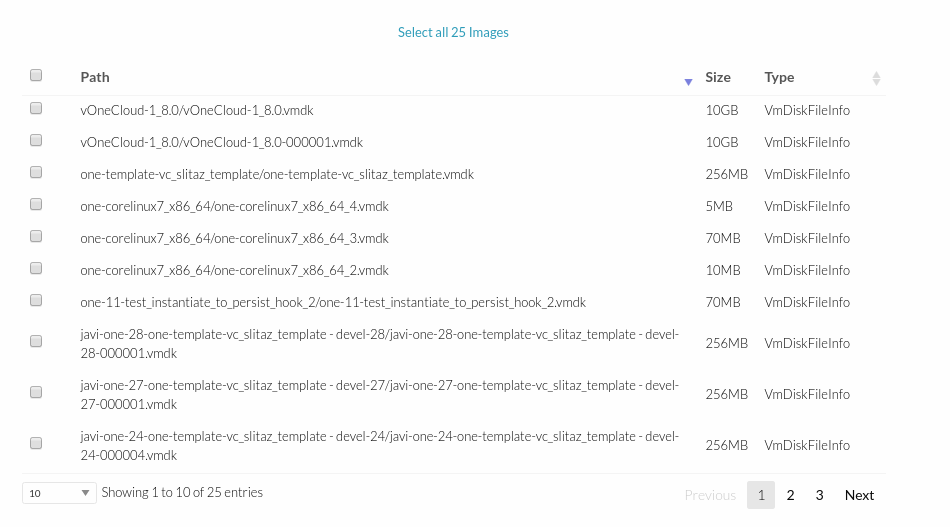 Select all 25 Images
Path Size Type
vOneCloud-1_8.0/vOneCloud-1_8.0.vmdk 10GB VmDiskFileInfo
vOneCloud-1_8.0/vOneCloud-1_8.0-000001.vmdk 10GB VmDiskFileInfo
one-template-vc_slitaz_template/one-template-vc_slitaz_template.vmdk 256MB VmDiskFileInfo
one-corelinux7_x86_64/one-corelinux7_x86_64_4.vmdk 5MB VmDiskFileInfo
one-corelinux7_x86_64/one-corelinux7_x86_64_3.vmdk 70MB VmDiskFileInfo
one-corelinux7_x86_64/one-corelinux7_x86_64_2.vmdk 10MB VmDiskFileInfo
one-11-test_instantiate_to_persist_hook_2/one-11-test_instantiate_to_persist_hook_2.vmdk 70MB VmDiskFileInfo
javi-one-28-one-template-vc_slitaz_template - devel-28/javi-one-28-one-template-vc_slitaz_template - devel-
28-000001.vmdk 256MB VmDiskFileInfo
javi-one-27-one-template-vc_slitaz_template - devel-27/javi-one-27-one-template-vc_slitaz_template - devel-
27-000001.vmdk 256MB VmDiskFileInfo
javi-one-24-one-template-vc_slitaz_template - devel-24/javi-one-24-one-template-vc_slitaz_template - devel-
24-000004.vmdk 256MB VmDiskFileInfo
10 Showing 1 to 10 of 25 entries Previous 1 2 3 Next